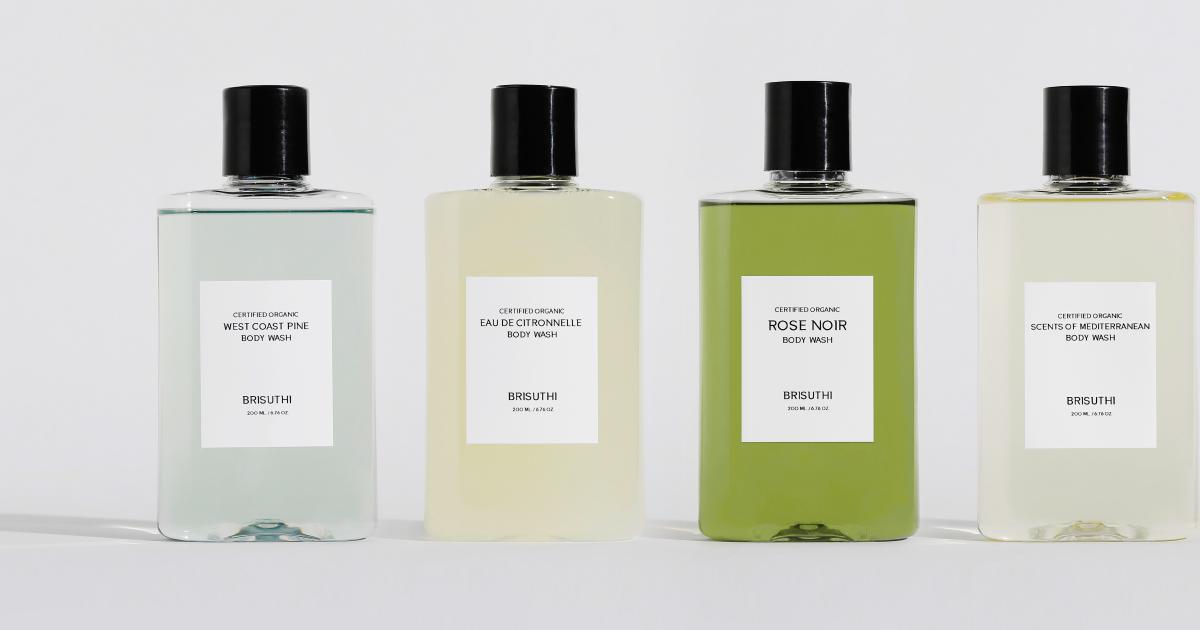 CERTIFIED ORGANIC
WEST COAST PINE
BODY WASH
BRISUTHI
200 ML / 6.76 OZ
CERTIFIED ORGANIC
EAU DE CITRONNELLE
BODY WASH
BRISUTHI
200 ML / 6.76 OZ
CERTIFIED ORGANIC
ROSE NOIR
BODY WASH
BRISUTHI
200 ML / 6.76 OZ
CERTIFIED ORGANIC
SCENTS OF MEDITERRANEAN
BODY WASH
BRISUTHI
200 ML / 6.76 OZ